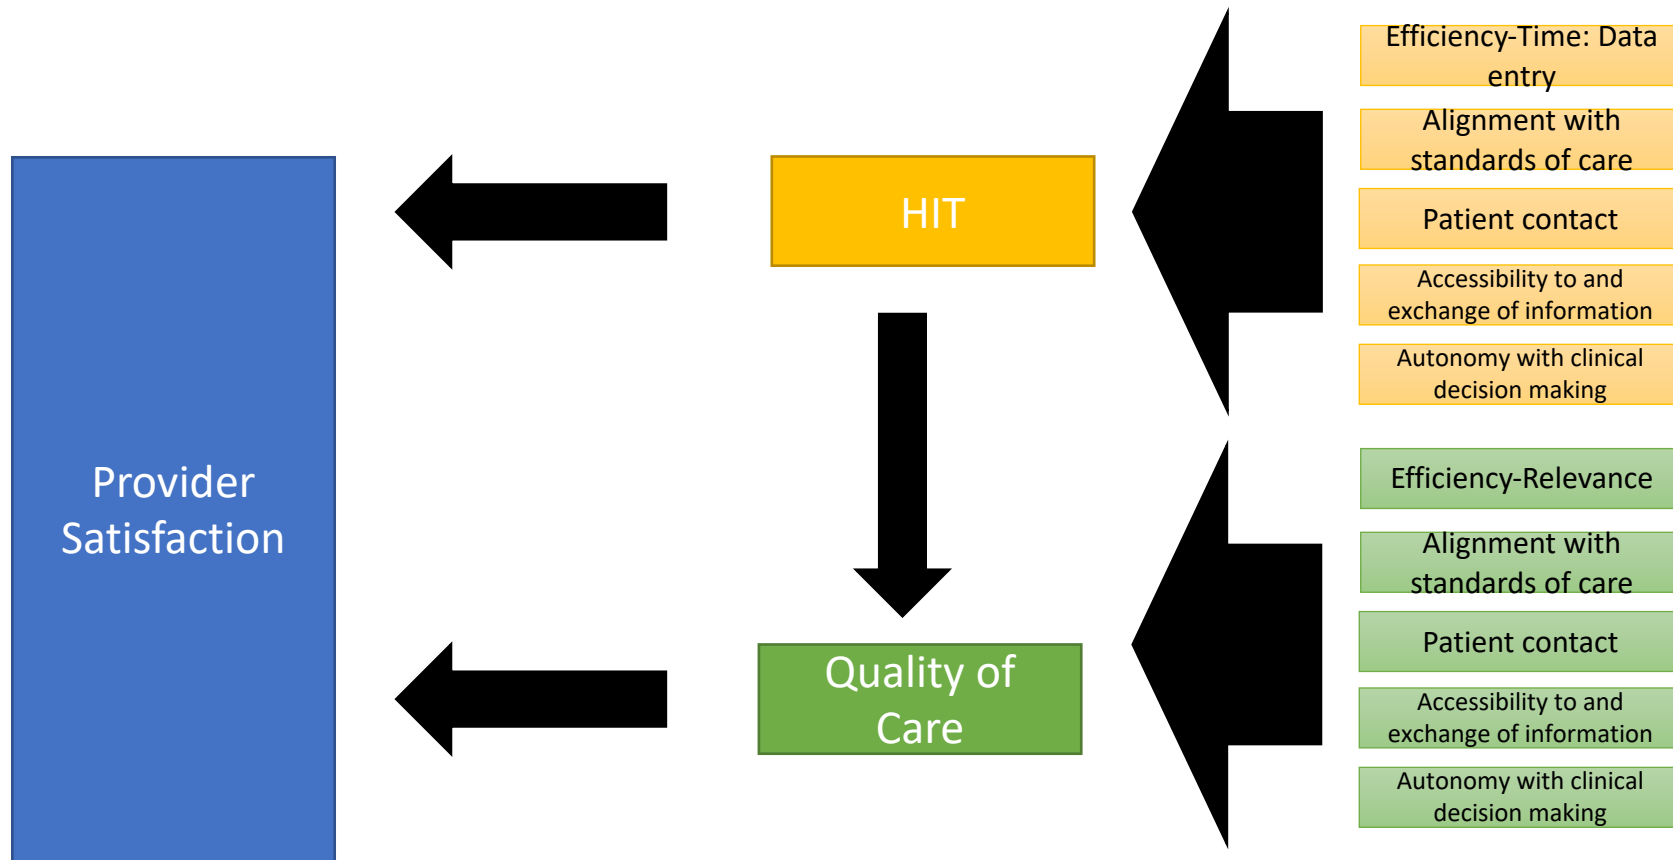 Provider
Satisfaction
HIT
Quality of
Care
Efficiency-Time: Data
entry
Alignment with
standards of care
Patient contact
Accessibility to and
exchange of information
Autonomy with clinical
decision making
Efficiency-Relevance
Alignment with
standards of care
Patient contact
Accessibility to and
exchange of information
Autonomy with clinical
decision making